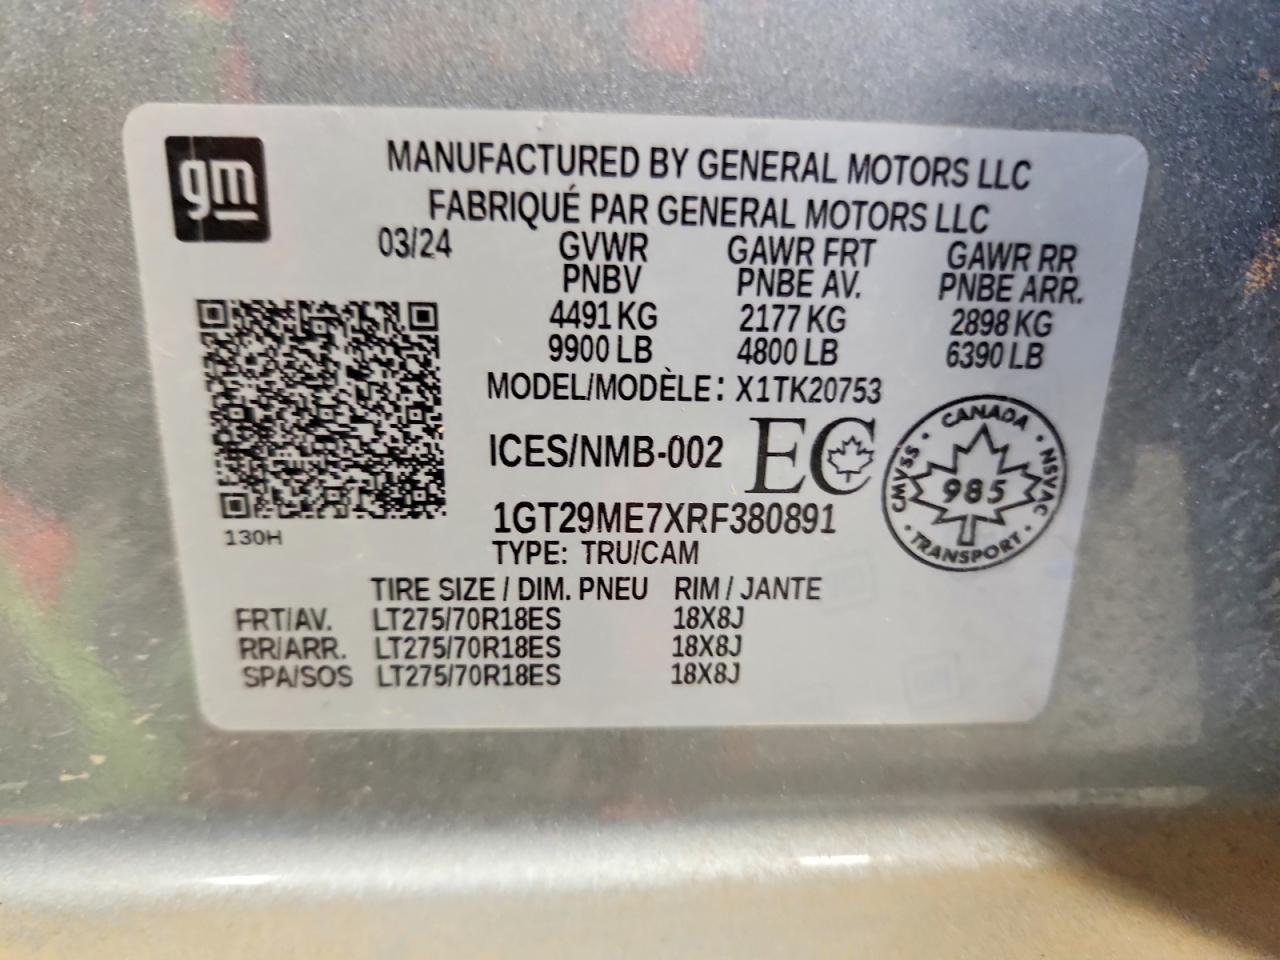 gm
MANUFACTURED BY GENERAL MOTORS LLC
FABRIQUÉ PAR GENERAL MOTORS LLC
03/24 GVWR GAWR FRT GAWR RR
PNBV PNBE AV. PNBE ARR.
4491 KG 2177 KG 2898 KG
9900 LB 4800 LB 6390 LB
MODEL/MODÈLE: X1TK20753
ICES/NMB-002 EC
CANADA
CMVSS 985 NSVAC
TRANSPORT
1GT29ME7XRF380891
130H
TYPE: TRU/CAM
TIRE SIZE / DIM. PNEU RIM / JANTE
FRT/AV. LT275/70R18ES 18X8J
RR/ARR. LT275/70R18ES 18X8J
SPA/SOS LT275/70R18ES 18X8J